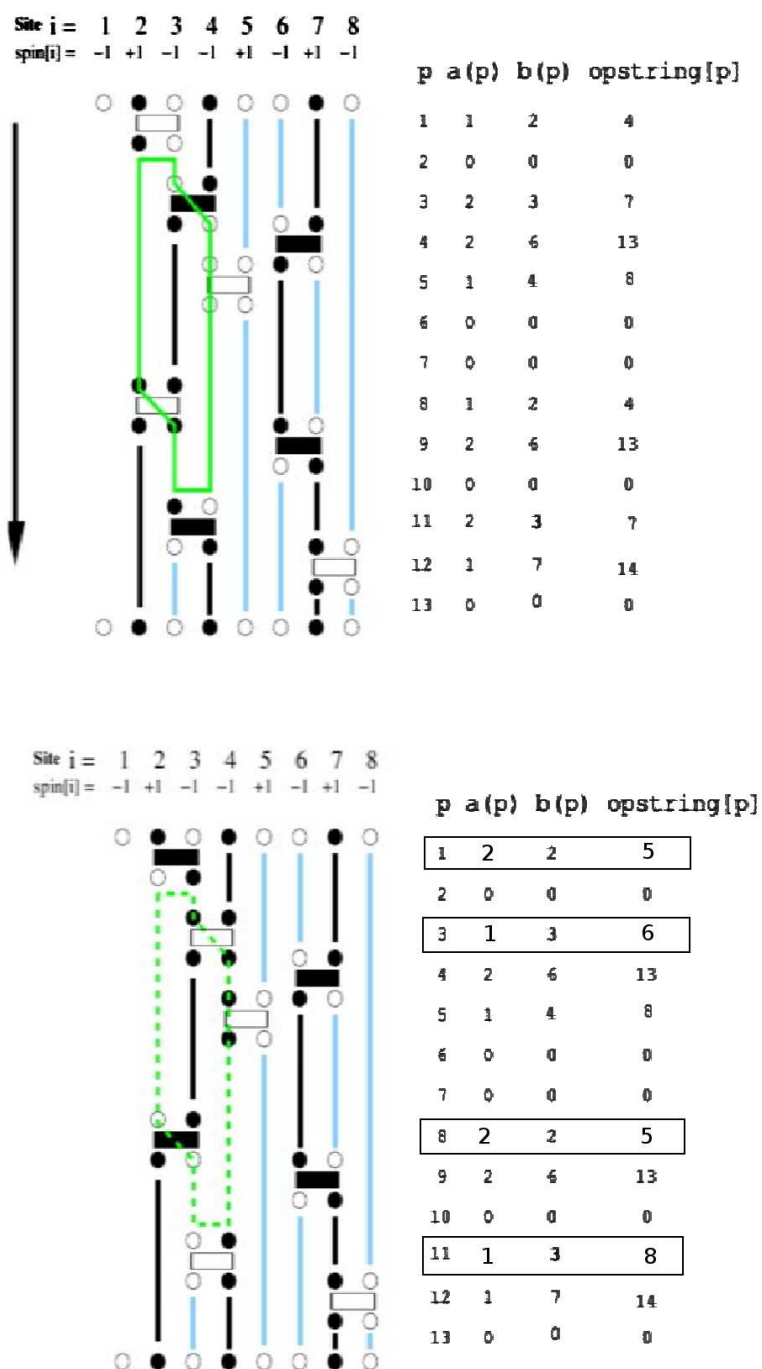 Site i = 1 2 3 4 5 6 7 8
spin[i] = -1 +1 -1 -1 +1 -1 +1 -1
p a(p) b(p) opstring[p]
1 1 2 4
2 0 0 0
3 2 3 7
4 2 6 13
5 1 4 8
6 0 0 0
7 0 0 0
8 1 2 4
9 2 6 13
10 0 0 0
11 2 3 7
12 1 7 14
13 0 0 0
Site i = 1 2 3 4 5 6 7 8
spin[i] = -1 +1 -1 -1 +1 -1 +1 -1
p a(p) b(p) opstring[p]
1 2 2 5
2 0 0 0
3 1 3 6
4 2 6 13
5 1 4 8
6 0 0 0
7 0 0 0
8 2 2 5
9 2 6 13
10 0 0 0
11 1 3 8
12 1 7 14
13 0 0 0